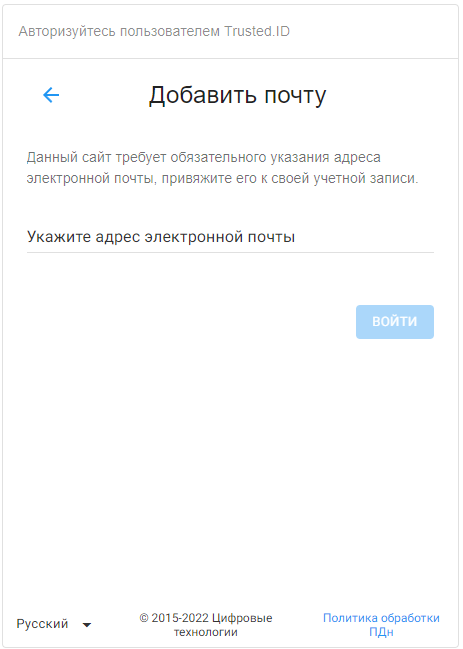 Авторизуйтесь пользователем Trusted.ID
Добавить почту
Данный сайт требует обязательного указания адреса
электронной почты, привяжите его к своей учетной записи.
Укажите адрес электронной почты
ВОЙТИ
Русский
© 2015-2022 Цифровые
технологии
Политика обработки
ПДн